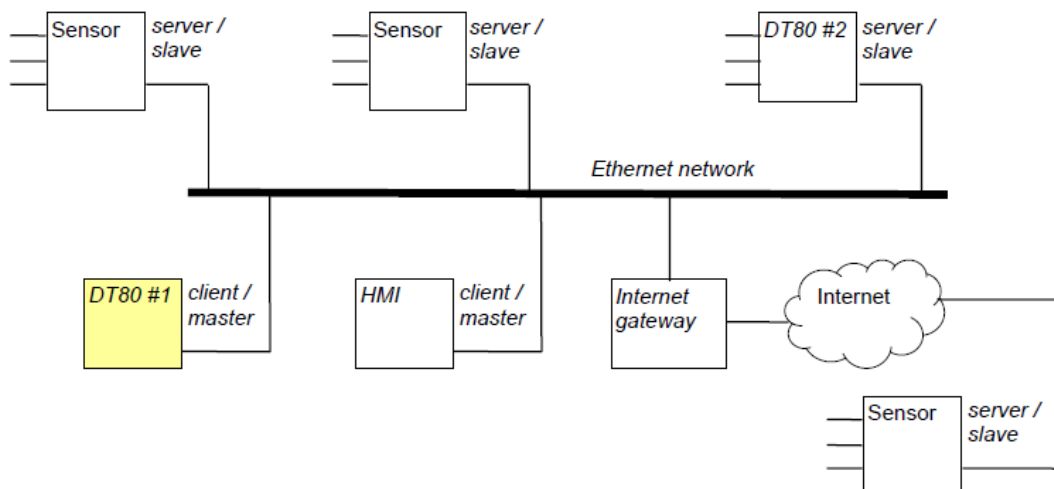 Sensor
server /
slave
Sensor
server /
slave
DT80 #2
server /
slave
Ethernet network
DT80 #1
client /
master
HMI
client /
master
Internet
gateway
Internet
Sensor
server /
slave